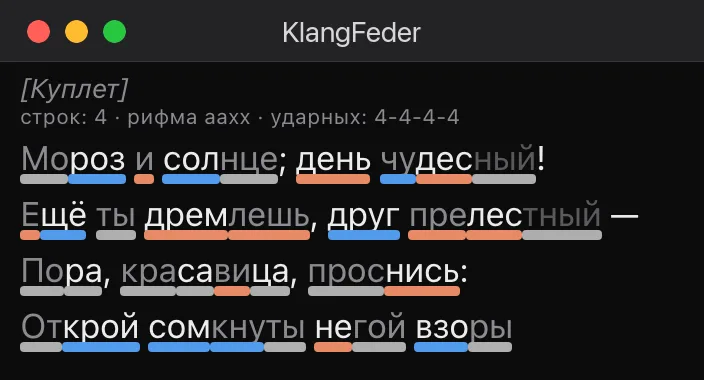 KlangFeder
[Куплет]
строк: 4 · рифма aaxx · ударных: 4-4-4-4
Мороз и солнце; день чудесный!
Ещё ты дремлешь, друг прелестный —
Пора, красавица, проснись:
Открой сомкнуты негой взоры